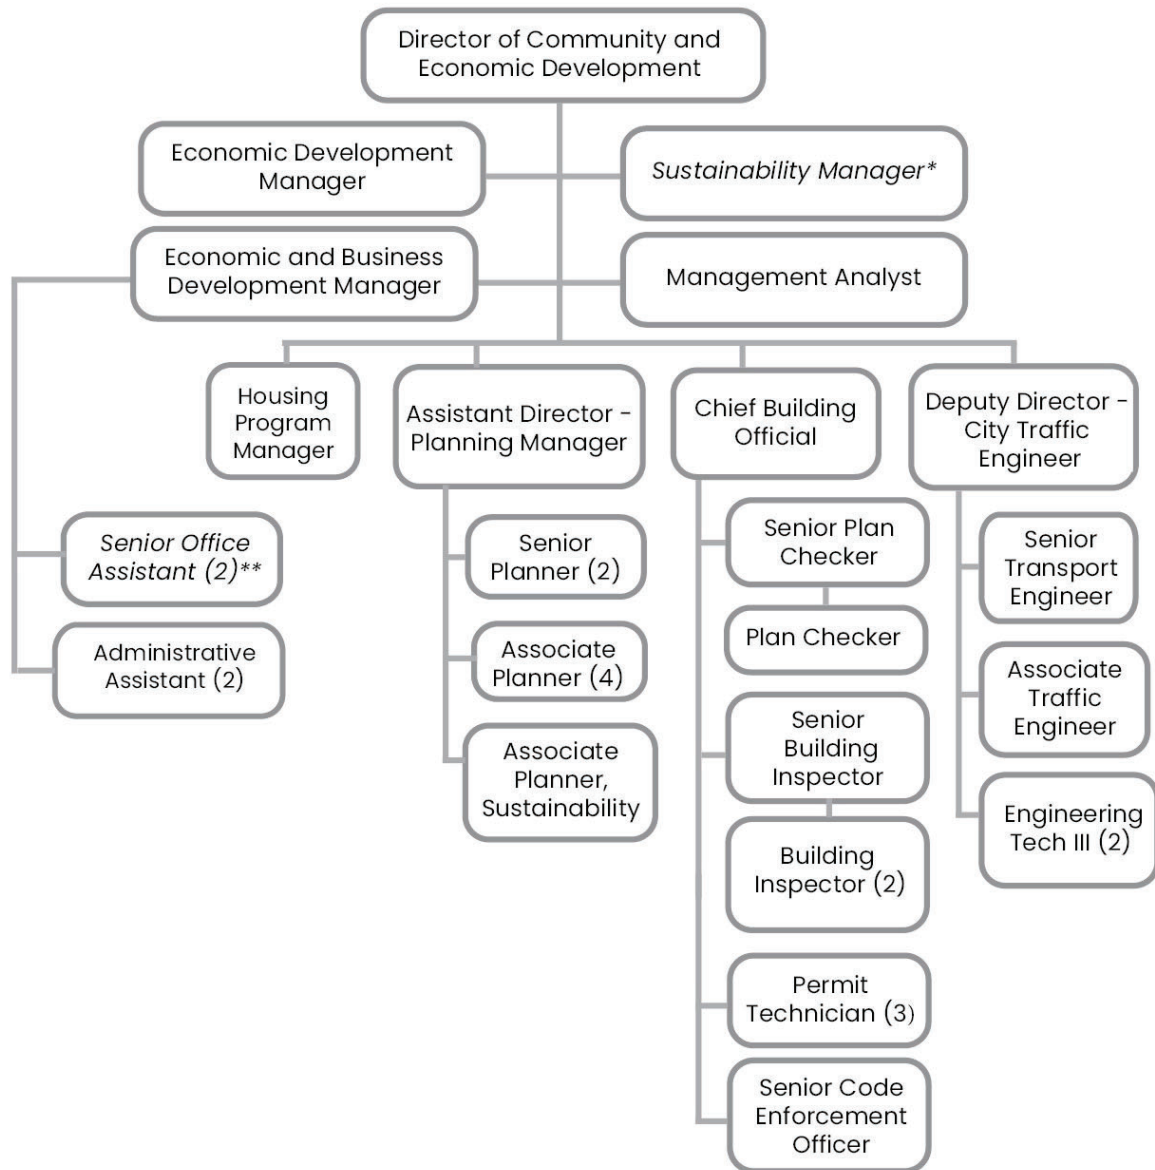 Director of Community and
Economic Development
Economic Development
Manager
Sustainability Manager*
Economic and Business
Development Manager
Management Analyst
Housing
Program
Manager
Assistant Director -
Planning Manager
Chief Building
Official
Deputy Director -
City Traffic
Engineer
Senior Office
Assistant (2)**
Administrative
Assistant (2)
Senior
Planner (2)
Associate
Planner (4)
Associate
Planner,
Sustainability
Senior Plan
Checker
Plan Checker
Senior
Building
Inspector
Building
Inspector (2)
Permit
Technician (3)
Senior Code
Enforcement
Officer
Senior
Transport
Engineer
Associate
Traffic
Engineer
Engineering
Tech III (2)